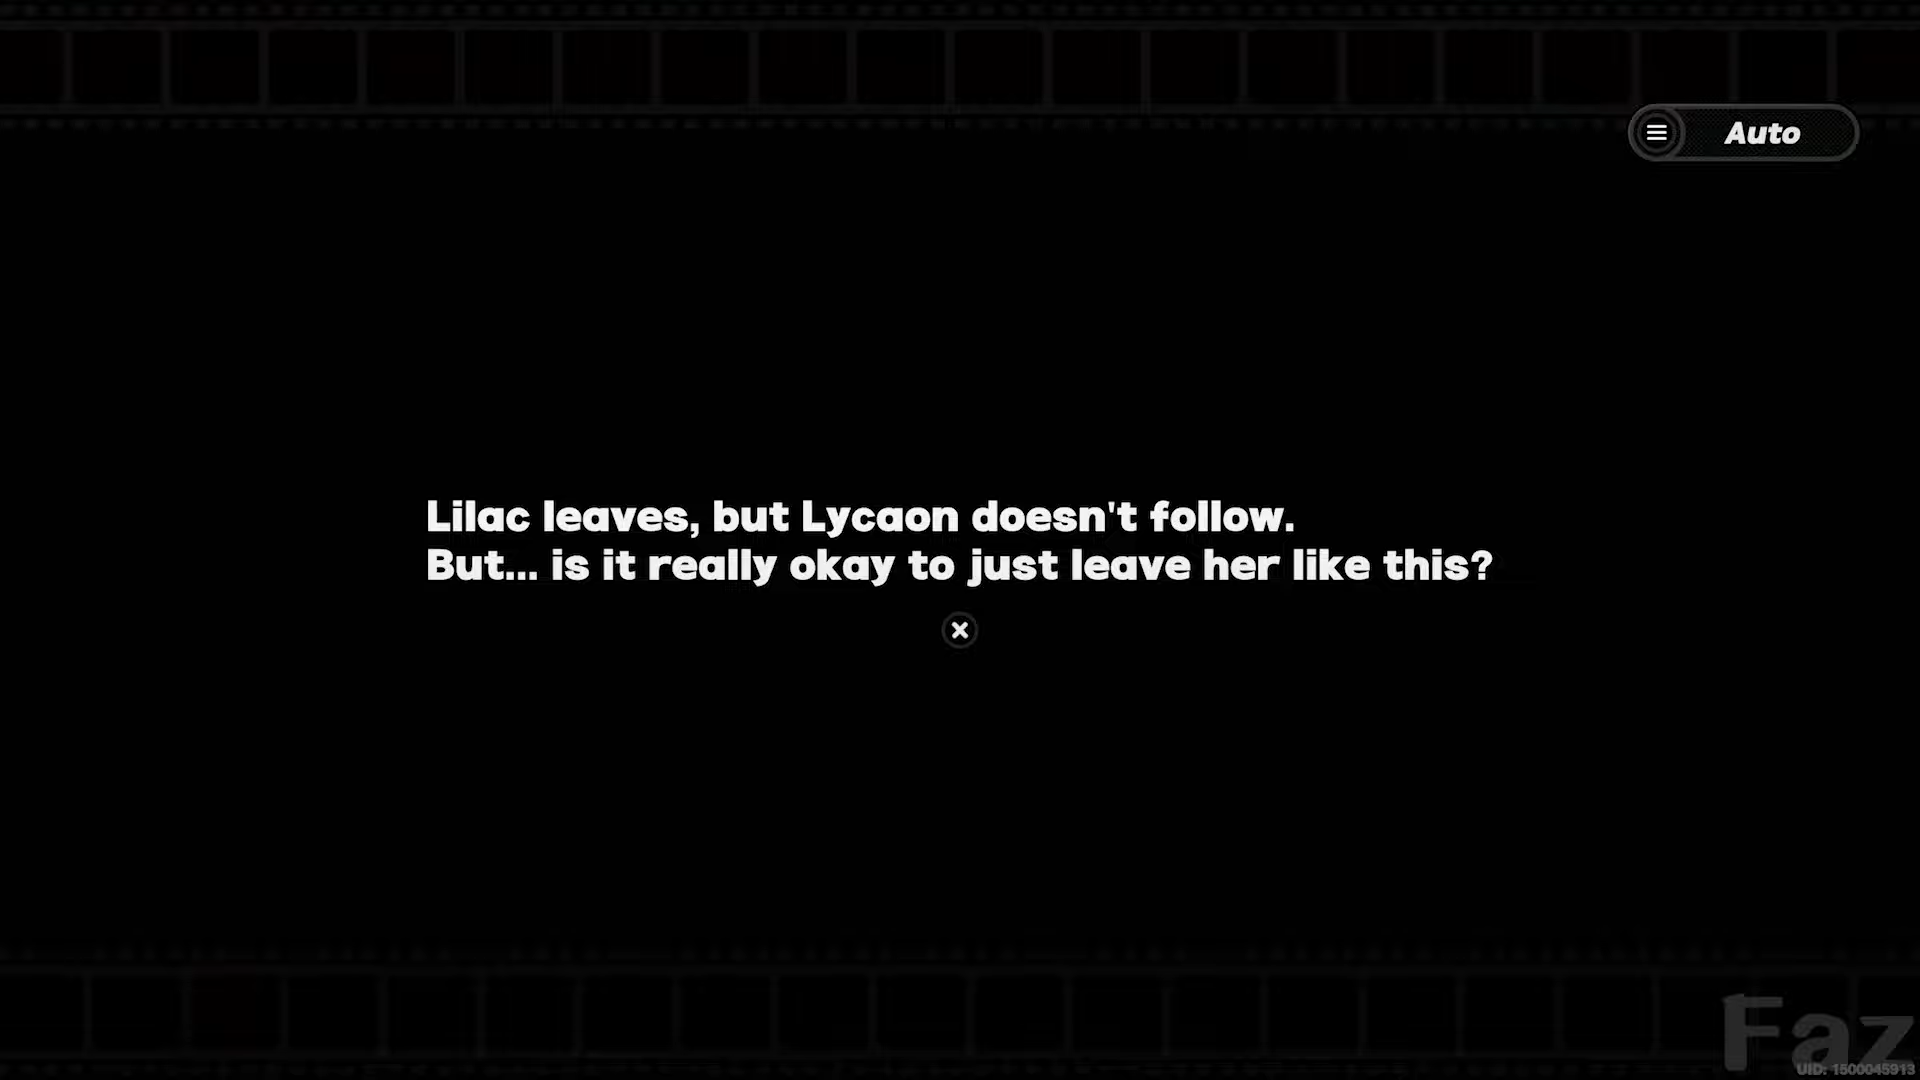 Auto
Lilac leaves, but Lycaon doesn't follow.
But... is it really okay to just leave her like this?
Faz
UID: 1500045913